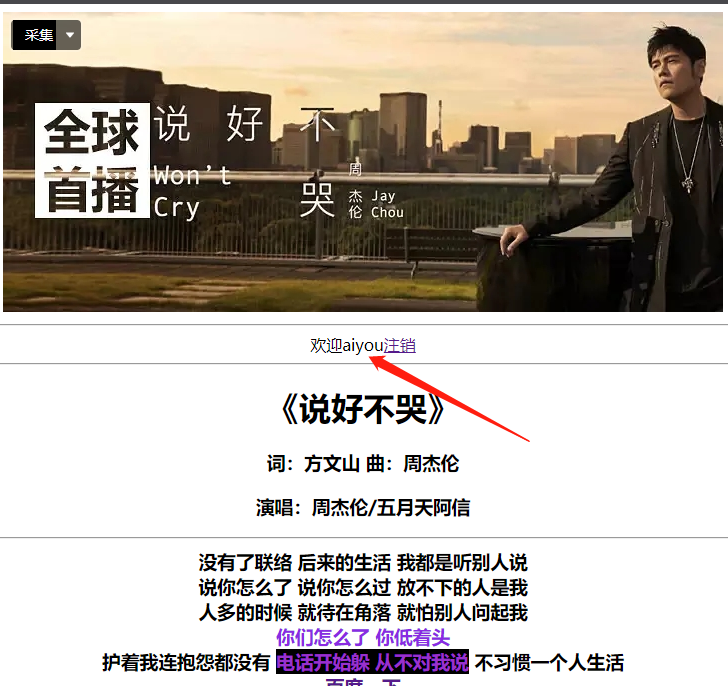 采集
全球
首播
说好不
哭
Won't
Cry
周
杰
伦
Jay
Chou
欢迎aiyou注销
《说好不哭》
词：方文山 曲：周杰伦
演唱：周杰伦/五月天阿信
没有了联络 后来的生活 我都是听别人说
说你怎么了 说你怎么过 放不下的人是我
人多的时候 就待在角落 就怕别人问起我
你们怎么了 你低着头
护着我连抱怨都没有 电话开始躲 从不对我说 不习惯一个人生活
百度一下